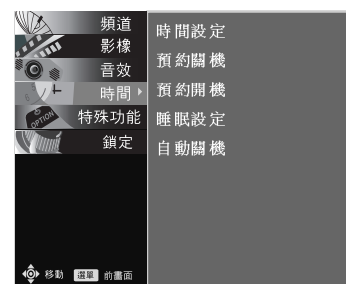 頻道
影像
音效
時間
特殊功能
鎖定
時間設定
預約關機
預約開機
睡眠設定
自動關機
OPTION
移動 選單 前畫面